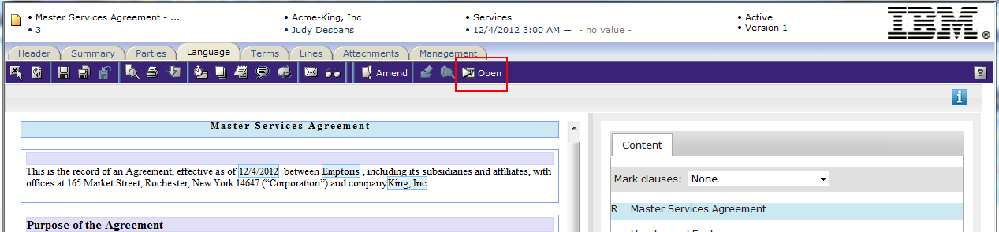 • Master Services Agreement - ... • Acme-King, Inc • Services • Active
• 3 • Judy Desbans • 12/4/2012 3:00 AM — - no value - • Version 1
IBM®
Header Summary Parties Language Terms Lines Attachments Management
Amend Open ?
i
Master Services Agreement
This is the record of an Agreement, effective as of 12/4/2012 between Emptoris , including its subsidiaries and affiliates, with
offices at 165 Market Street, Rochester, New York 14647 (“Corporation”) and companyKing, Inc .
Purpose of the Agreement
Content
Mark clauses: None
R Master Services Agreement